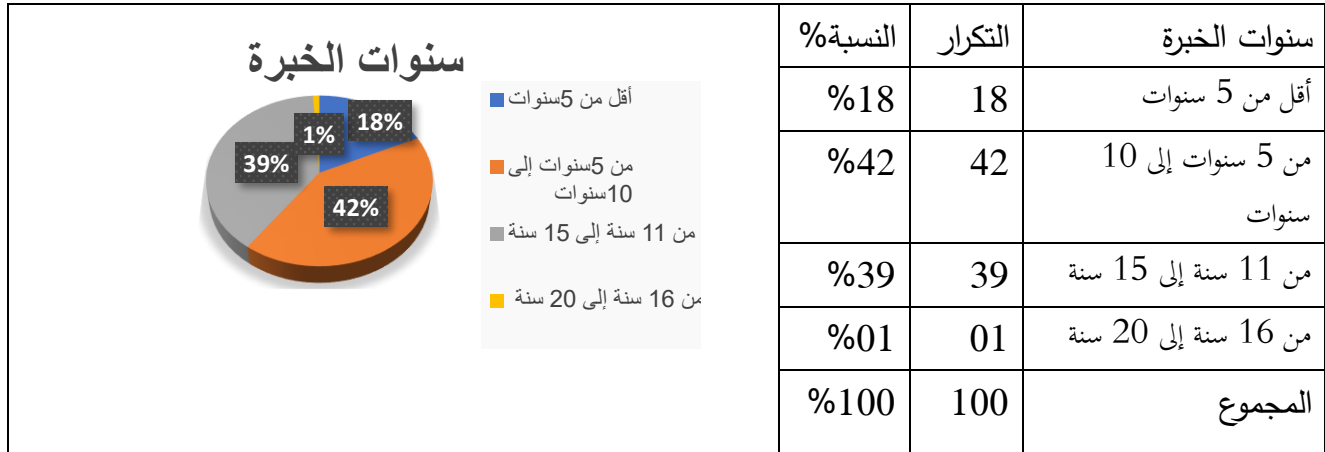 سنوات الخبرة	التكرار	النسبة%
أقل من 5 سنوات	18	%18
من 5 سنوات إلى 10
سنوات	42	%42
من 11 سنة إلى 15 سنة	39	%39
من 16 سنة إلى 20 سنة	01	%01
المجموع	100	%100
سنوات الخبرة
18%
1%
39%
42%
أقل من 5سنوات
من 5سنوات إلى
10سنوات
من 11 سنة إلى 15 سنة
من 16 سنة إلى 20 سنة